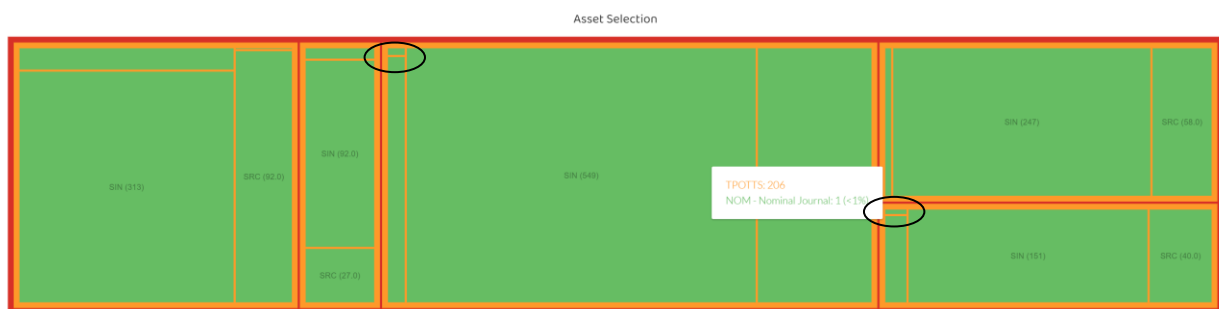 Asset Selection
SIN (313)
SRC (92.0)
SIN (92.0)
SRC (27.0)
SIN (549)
TPOTTS: 206
NOM - Nominal Journal: 1 (<1%)
SIN (247)
SRC (58.0)
SIN (151)
SRC (40.0)